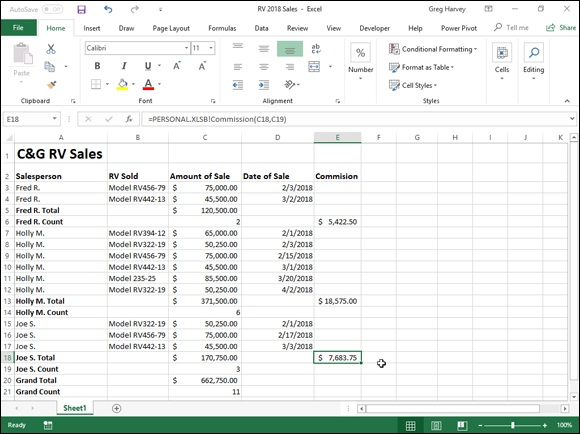 AutoSave Off RV 2018 Sales - Excel Greg Harvey
File Home Insert Draw Page Layout Formulas Data Review View Help Power Pivot Tell me Share
Paste Calibri 11 A A ab % Conditional Formatting
B I U A A Number Format as Table Cells Editing
A Cell Styles
Clipboard Font Alignment Styles
E18 fx =PERSONAL.XLSB!Commission(C18,C19)
A B C D E F G H I J K
1 C&G RV Sales
2 Salesperson RV Sold Amount of Sale Date of Sale Commision
3 Fred R. Model RV456-79 $ 75,000.00 2/3/2018
4 Fred R. Model RV442-13 $ 45,500.00 3/2/2018
5 Fred R. Total $ 120,500.00
6 Fred R. Count 2 $ 5,422.50
7 Holly M. Model RV394-12 $ 65,000.00 2/1/2018
8 Holly M. Model RV322-19 $ 50,250.00 2/3/2018
9 Holly M. Model RV456-79 $ 75,000.00 2/15/2018
10 Holly M. Model RV442-13 $ 45,500.00 3/1/2018
11 Holly M. Model 235-25 $ 85,500.00 3/20/2018
12 Holly M. Model RV322-19 $ 50,250.00 4/2/2018
13 Holly M. Total $ 371,500.00 $ 18,575.00
14 Holly M. Count 6
15 Joe S. Model RV322-19 $ 50,250.00 2/1/2018
16 Joe S. Model RV456-79 $ 75,000.00 2/17/2018
17 Joe S. Model RV442-13 $ 45,500.00 3/3/2018
18 Joe S. Total $ 170,750.00 $ 7,683.75
19 Joe S. Count 3
20 Grand Total $ 662,750.00
21 Grand Count 11
Sheet1
Ready 100%